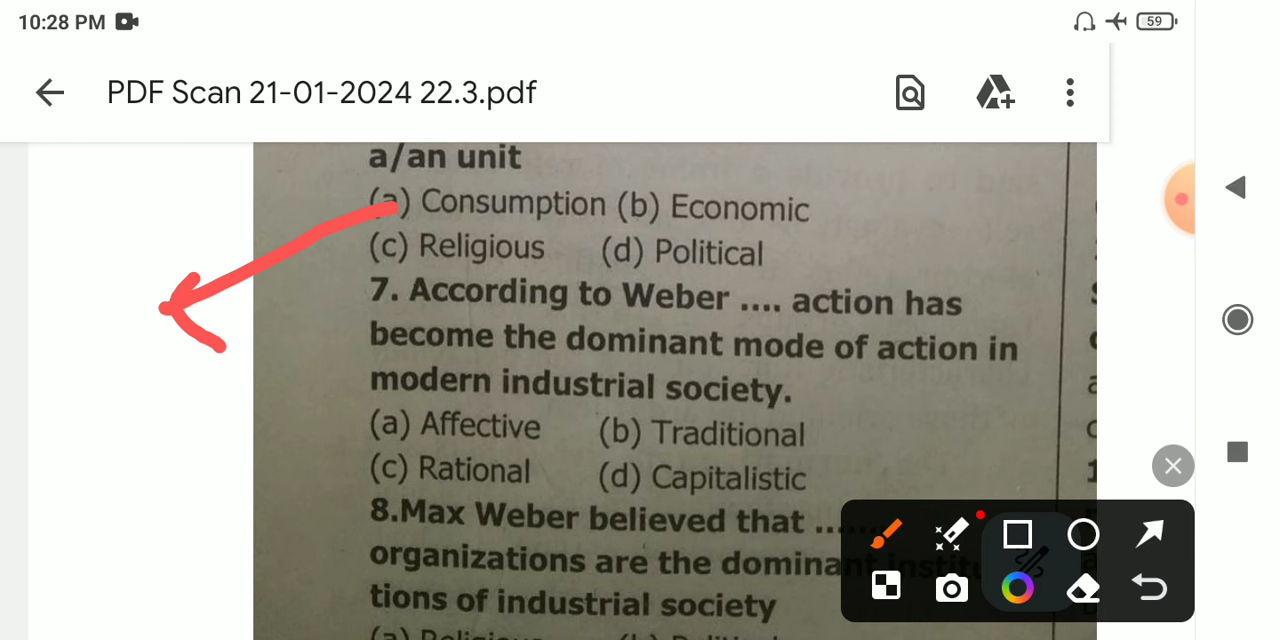 10:28 PM
59
PDF Scan 21-01-2024 22.3.pdf
a/an unit
(a) Consumption (b) Economic
(c) Religious (d) Political
7. According to Weber .... action has
become the dominant mode of action in
modern industrial society.
(a) Affective (b) Traditional
(c) Rational (d) Capitalistic
8.Max Weber believed that ........
organizations are the dominant
tions of industrial society